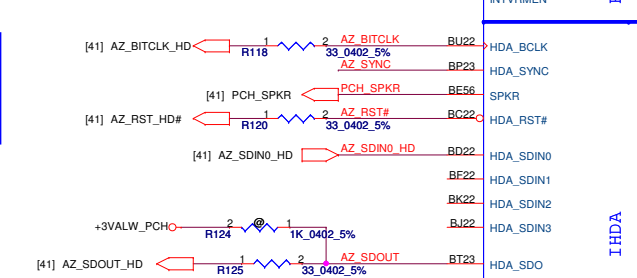 INTVRMEN
[41] AZ_BITCLK_HD 1 2 AZ_BITCLK BU22 HDA_BCLK
R118 33_0402_5%
AZ_SYNC BP23 HDA_SYNC
[41] PCH_SPKR PCH_SPKR BE56 SPKR
[41] AZ_RST_HD# 1 2 AZ_RST# BC22 HDA_RST#
R120 33_0402_5%
[41] AZ_SDIN0_HD AZ_SDIN0_HD BD22 HDA_SDIN0
BF22 HDA_SDIN1
BK22 HDA_SDIN2
+3VALW_PCH 2 @ 1 BJ22 HDA_SDIN3
R124 1K_0402_5%
[41] AZ_SDOUT_HD 1 2 AZ_SDOUT BT23 HDA_SDO
R125 33_0402_5%
IHDA